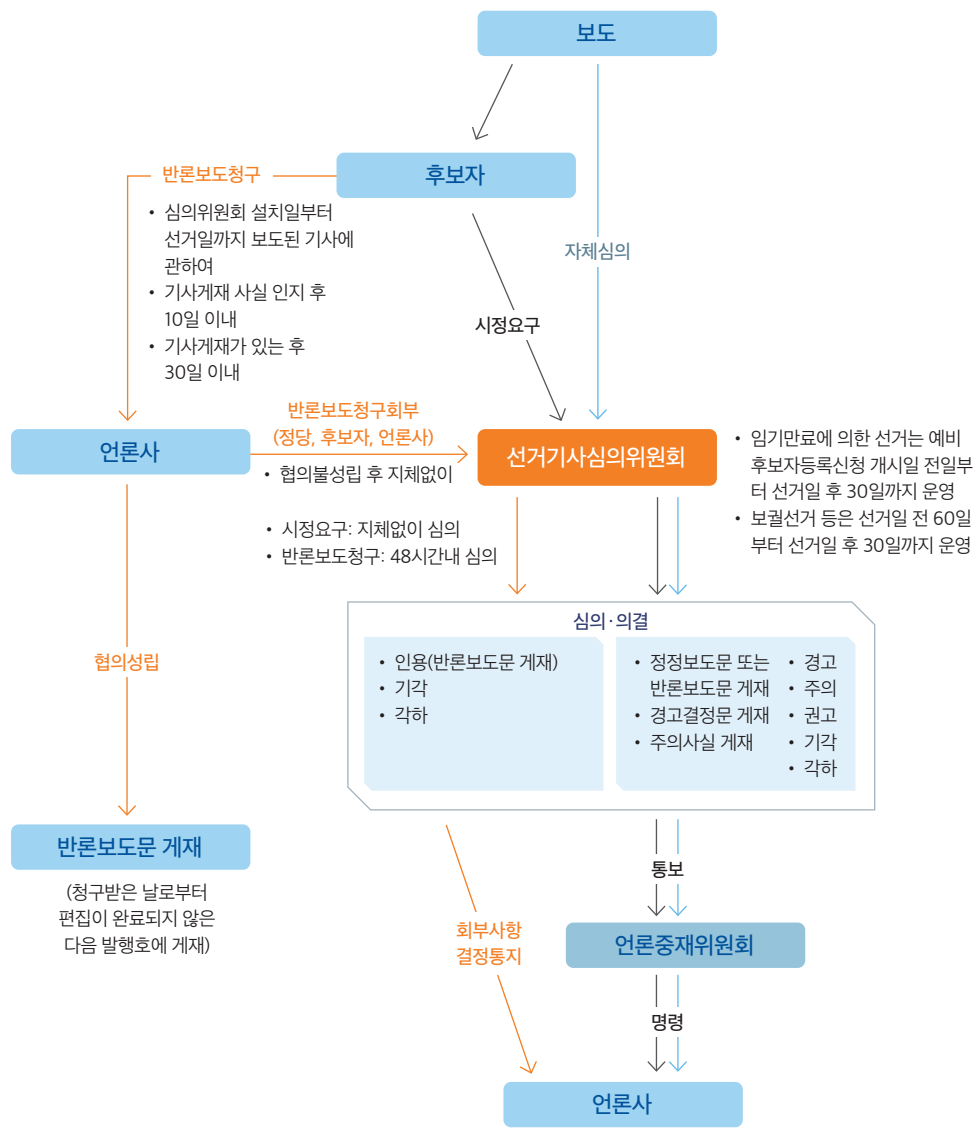 보도
후보자
반론보도청구
• 심의위원회 설치일부터
선거일까지 보도된 기사에
관하여
• 기사게재 사실 인지 후
10일 이내
• 기사게재가 있는 후
30일 이내
자체심의
시정요구
언론사
반론보도청구회부
(정당, 후보자, 언론사)
• 협의불성립 후 지체없이
선거기사심의위원회
• 임기만료에 의한 선거는 예비
후보자등록신청 개시일 전일부
터 선거일 후 30일까지 운영
• 보궐선거 등은 선거일 전 60일
부터 선거일 후 30일까지 운영
• 시정요구: 지체없이 심의
• 반론보도청구: 48시간내 심의
심의·의결
• 인용(반론보도문 게재)
• 기각
• 각하
• 정정보도문 또는
반론보도문 게재
• 경고결정문 게재
• 주의사실 게재
• 경고
• 주의
• 권고
• 기각
• 각하
협의성립
반론보도문 게재
(청구받은 날로부터
편집이 완료되지 않은
다음 발행호에 게재)
통보
회부사항
결정통지
언론중재위원회
명령
언론사